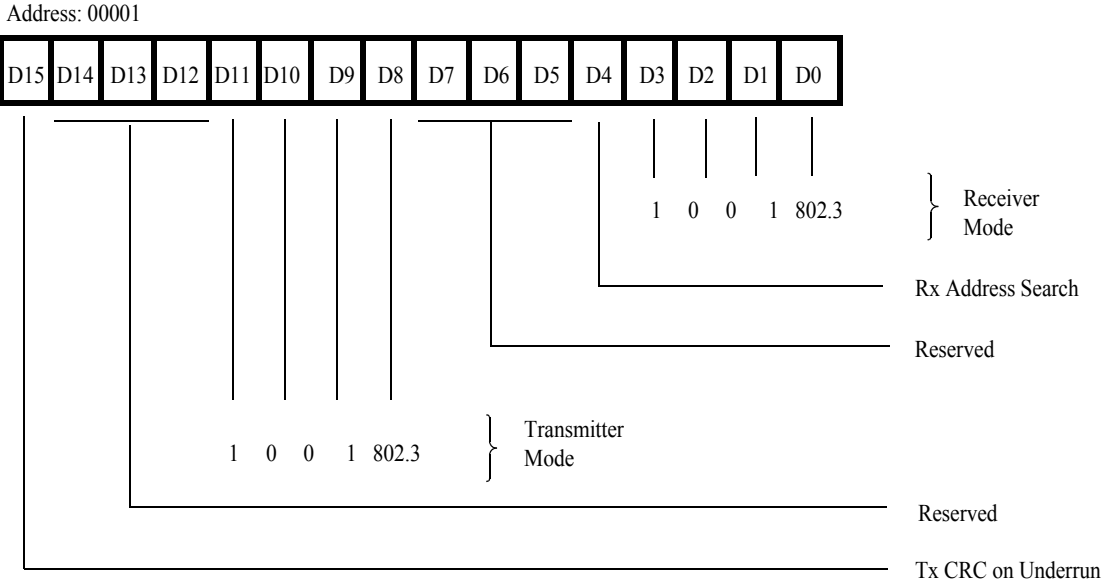 Address: 00001
D15 D14 D13 D12 D11 D10 D9 D8 D7 D6 D5 D4 D3 D2 D1 D0
1 0 0 1 802.3
Receiver
Mode
Rx Address Search
Reserved
1 0 0 1 802.3
Transmitter
Mode
Reserved
Tx CRC on Underrun